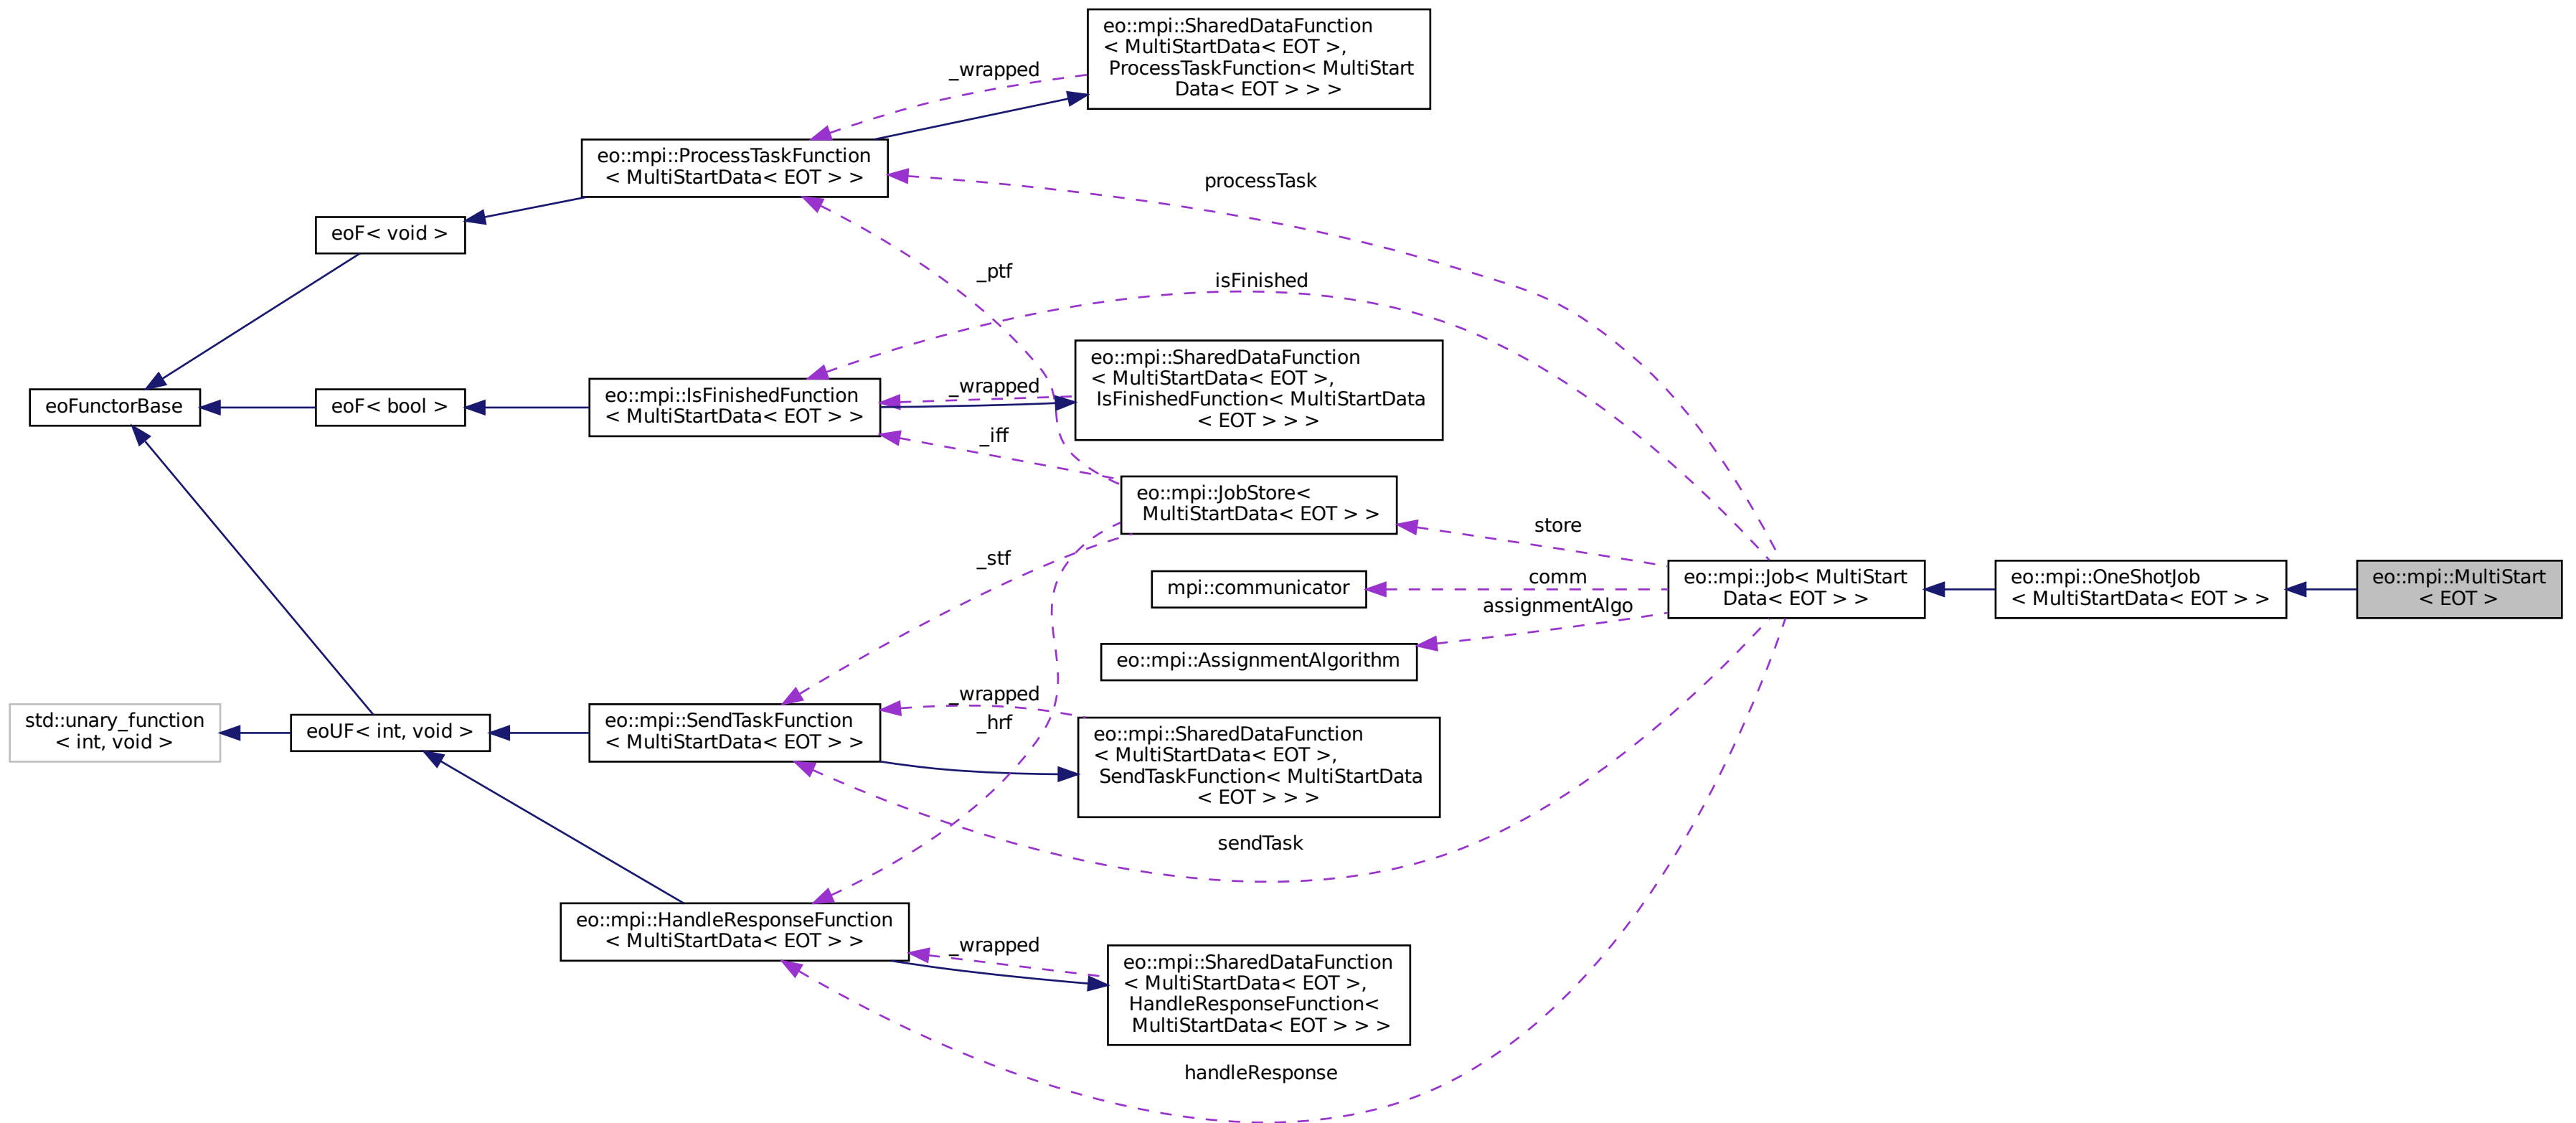 eo::mpi::SharedDataFunction
< MultiStartData< EOT >,
ProcessTaskFunction< MultiStart
Data< EOT > > >
_wrapped
eo::mpi::ProcessTaskFunction
< MultiStartData< EOT > >
processTask
eoF< void >
_ptf
isFinished
eo::mpi::SharedDataFunction
< MultiStartData< EOT >,
IsFinishedFunction< MultiStartData
< EOT > > >
_wrapped
eoFunctorBase
eoF< bool >
eo::mpi::IsFinishedFunction
< MultiStartData< EOT > >
_iff
eo::mpi::JobStore<
MultiStartData< EOT > >
store
_stf
mpi::communicator
comm
eo::mpi::Job< MultiStart
Data< EOT > >
eo::mpi::OneShotJob
< MultiStartData< EOT > >
eo::mpi::MultiStart
< EOT >
assignmentAlgo
eo::mpi::AssignmentAlgorithm
_wrapped
_hrf
std::unary_function
< int, void >
eoUF< int, void >
eo::mpi::SendTaskFunction
< MultiStartData< EOT > >
eo::mpi::SharedDataFunction
< MultiStartData< EOT >,
SendTaskFunction< MultiStartData
< EOT > > >
sendTask
eo::mpi::HandleResponseFunction
< MultiStartData< EOT > >
_wrapped
eo::mpi::SharedDataFunction
< MultiStartData< EOT >,
HandleResponseFunction<
MultiStartData< EOT > > >
handleResponse